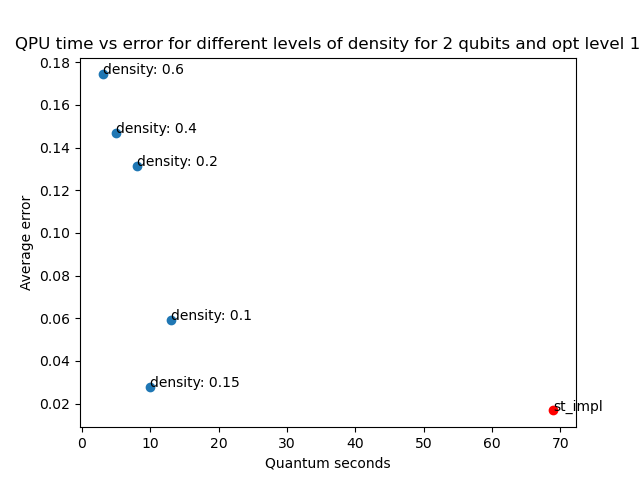 QPU time vs error for different levels of density for 2 qubits and opt level 1
0.18
0.16
0.14
0.12
0.10
0.08
0.06
0.04
0.02
Average error
density: 0.6
density: 0.4
density: 0.2
density: 0.1
density: 0.15
st_impl
0 10 20 30 40 50 60 70
Quantum seconds